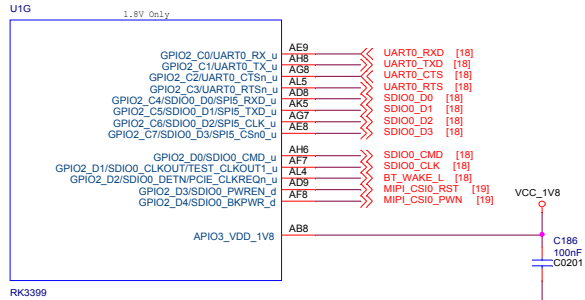 U1G
1.8V Only
GPIO2_C0/UART0_RX_u AE9 UART0_RXD [18]
GPIO2_C1/UART0_TX_u AH8 UART0_TXD [18]
GPIO2_C2/UART0_CTSn_u AG8 UART0_CTS [18]
GPIO2_C3/UART0_RTSn_u AL5 UART0_RTS [18]
GPIO2_C4/SDIO0_D0/SPI5_RXD_u AD8 SDIO0_D0 [18]
GPIO2_C5/SDIO0_D1/SPI5_TXD_u AK5 SDIO0_D1 [18]
GPIO2_C6/SDIO0_D2/SPI5_CLK_u AG7 SDIO0_D2 [18]
GPIO2_C7/SDIO0_D3/SPI5_CSn0_u AE8 SDIO0_D3 [18]
GPIO2_D0/SDIO0_CMD_u AH6 SDIO0_CMD [18]
GPIO2_D1/SDIO0_CLKOUT/TEST_CLKOUT1_u AF7 SDIO0_CLK [18]
GPIO2_D2/SDIO0_DETN/PCIE_CLKREQn_u AL4 BT_WAKE_L [18]
GPIO2_D3/SDIO0_PWREN_d AD9 MIPI_CSI0_RST [19]
GPIO2_D4/SDIO0_BKPWR_d AF8 MIPI_CSI0_PWN [19]
VCC_1V8
APIO3_VDD_1V8 AB8
C186
100nF
C0201
RK3399